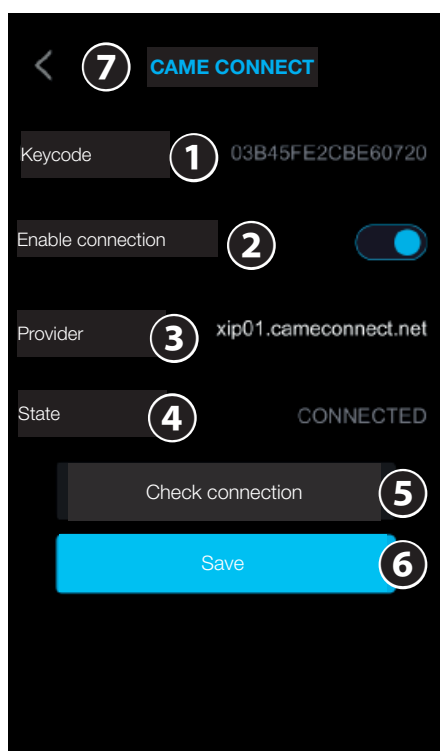 7 CAME CONNECT
Keycode 1 03B45FE2CBE60720
Enable connection 2
Provider 3 xip01.cameconnect.net
State 4 CONNECTED
Check connection 5
Save 6